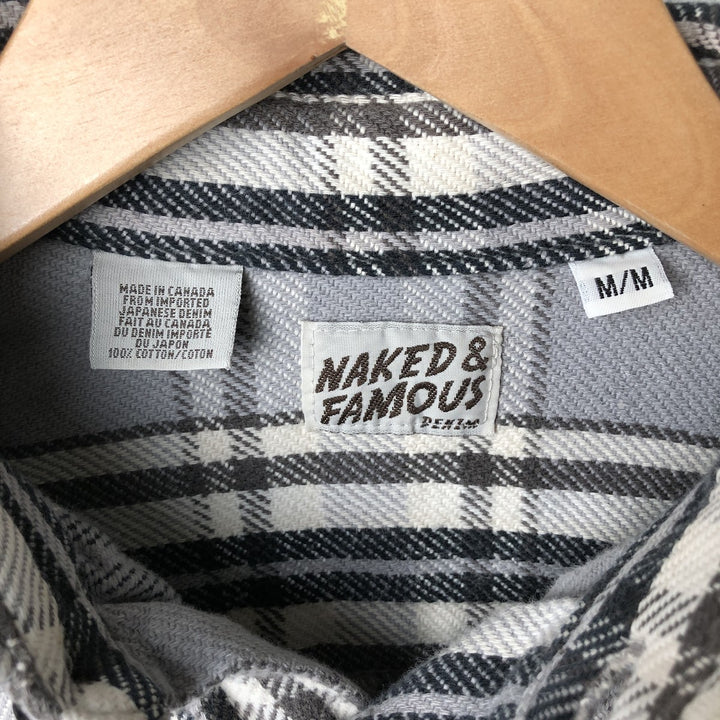 MADE IN CANADA
FROM IMPORTED
JAPANESE DENIM
FAIT AU CANADA
DU DENIM IMPORTE
DU JAPON
100% COTTON/COTON
NAKED &
FAMOUS
DENIM
M/M